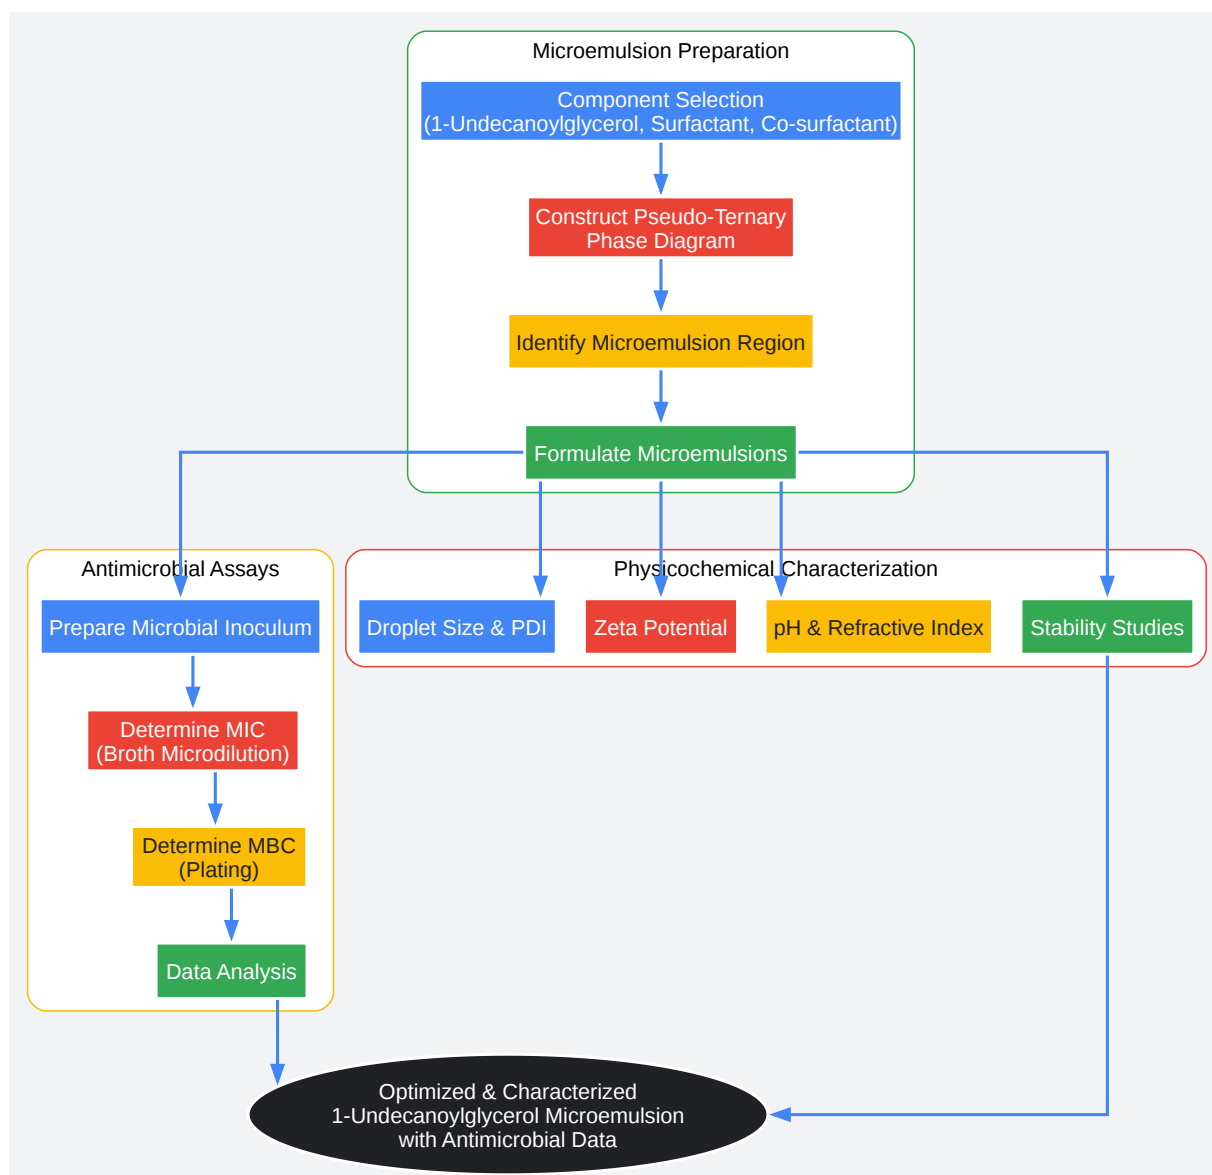 Microemulsion Preparation
Component Selection
(1-Undecanoylglycerol, Surfactant, Co-surfactant)
Construct Pseudo-Ternary
Phase Diagram
Identify Microemulsion Region
Formulate Microemulsions
Antimicrobial Assays
Prepare Microbial Inoculum
Determine MIC
(Broth Microdilution)
Determine MBC
(Plating)
Data Analysis
Physicochemical Characterization
Droplet Size & PDI
Zeta Potential
pH & Refractive Index
Stability Studies
Optimized & Characterized
1-Undecanoylglycerol Microemulsion
with Antimicrobial Data